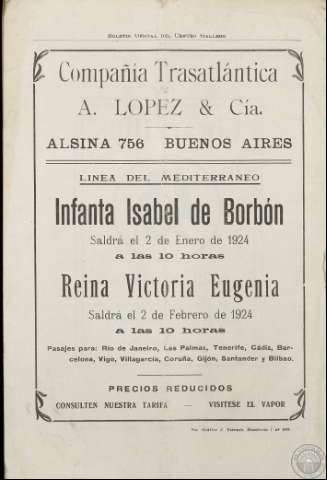 Boletin Oficial del Centro Gallego
Compañía Trasatlántica
A. LOPEZ & Cía.
ALSINA 756 BUENOS AIRES
LINEA DEL MEDITERRANEO
Infanta Isabel de Borbón
Saldrá el 2 de Enero de 1924
a las 10 horas
Reina Victoria Eugenia
Saldrá el 2 de Febrero de 1924
a las 10 horas
Pasajes para: Río de Janeiro, Las Palmas, Tenerife, Cádiz, Bar-
celona, Vigo, Villagarcía, Coruña, Gijón, Santander y Bilbao.
PRECIOS REDUCIDOS
CONSULTEN NUESTRA TARIFA — VISITESE EL VAPOR